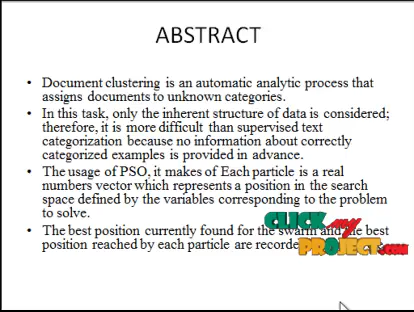 ABSTRACT
• Document clustering is an automatic analytic process that
assigns documents to unknown categories.
• In this task, only the inherent structure of data is considered;
therefore, it is more difficult than supervised text
categorization because no information about correctly
categorized examples is provided in advance.
• The usage of PSO, it makes of Each particle is a real
numbers vector which represents a position in the search
space defined by the variables corresponding to the problem
to solve.
• The best position currently found for the swarm and the best
position reached by each particle are recorde
CLICK my
PROJECT.COM